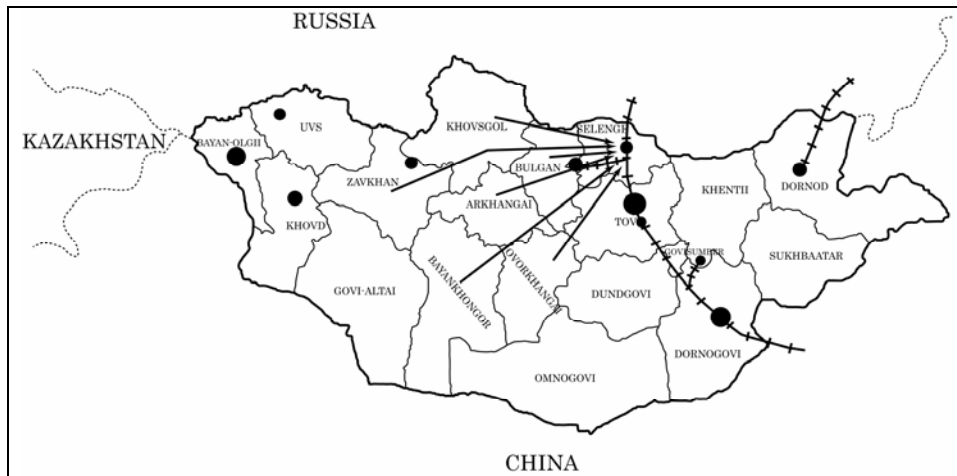 RUSSIA
KAZAKHSTAN
BAYAN-OLGII
UVS
KHOVSGOL
SELENGE
ZAVKHAN
BULGAN
ARKHANGAI
KHENTII
DORNOD
KHOVD
TOV
GOVISUMBER
SUKHBAATAR
GOVI-ALTAI
BAYANKHONGOR
OVORKHANGAI
DUNDGOVI
DORNOGOVI
OMNOGOVI
CHINA